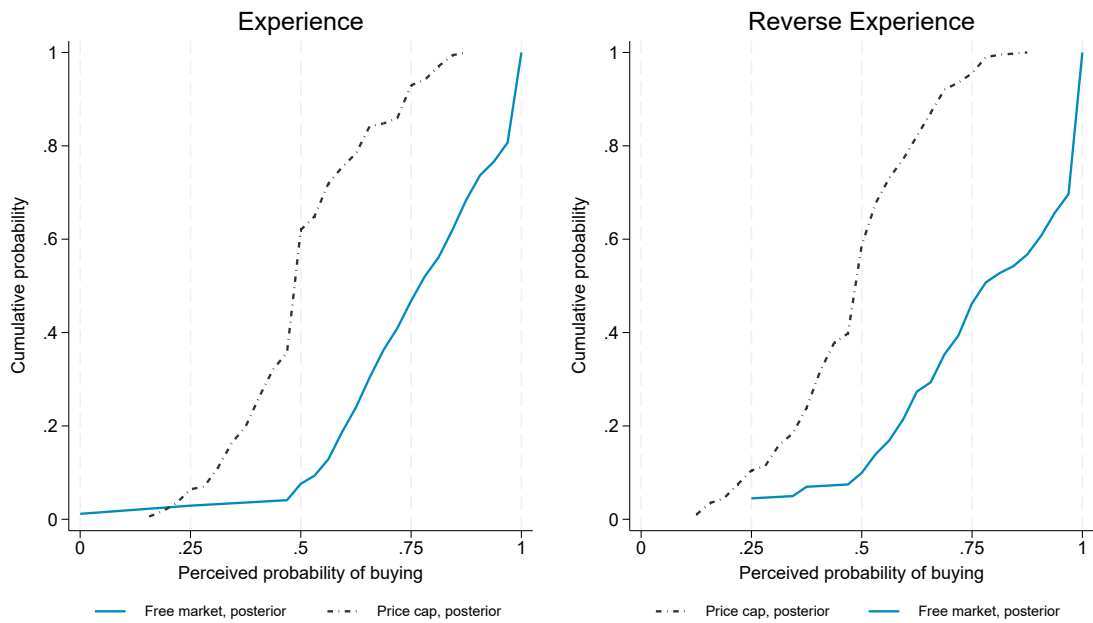 Experience
Cumulative probability
1
.8
.6
.4
.2
0
0 .25 .5 .75 1
Perceived probability of buying
Free market, posterior
Price cap, posterior
Reverse Experience
Cumulative probability
1
.8
.6
.4
.2
0
0 .25 .5 .75 1
Perceived probability of buying
Price cap, posterior
Free market, posterior